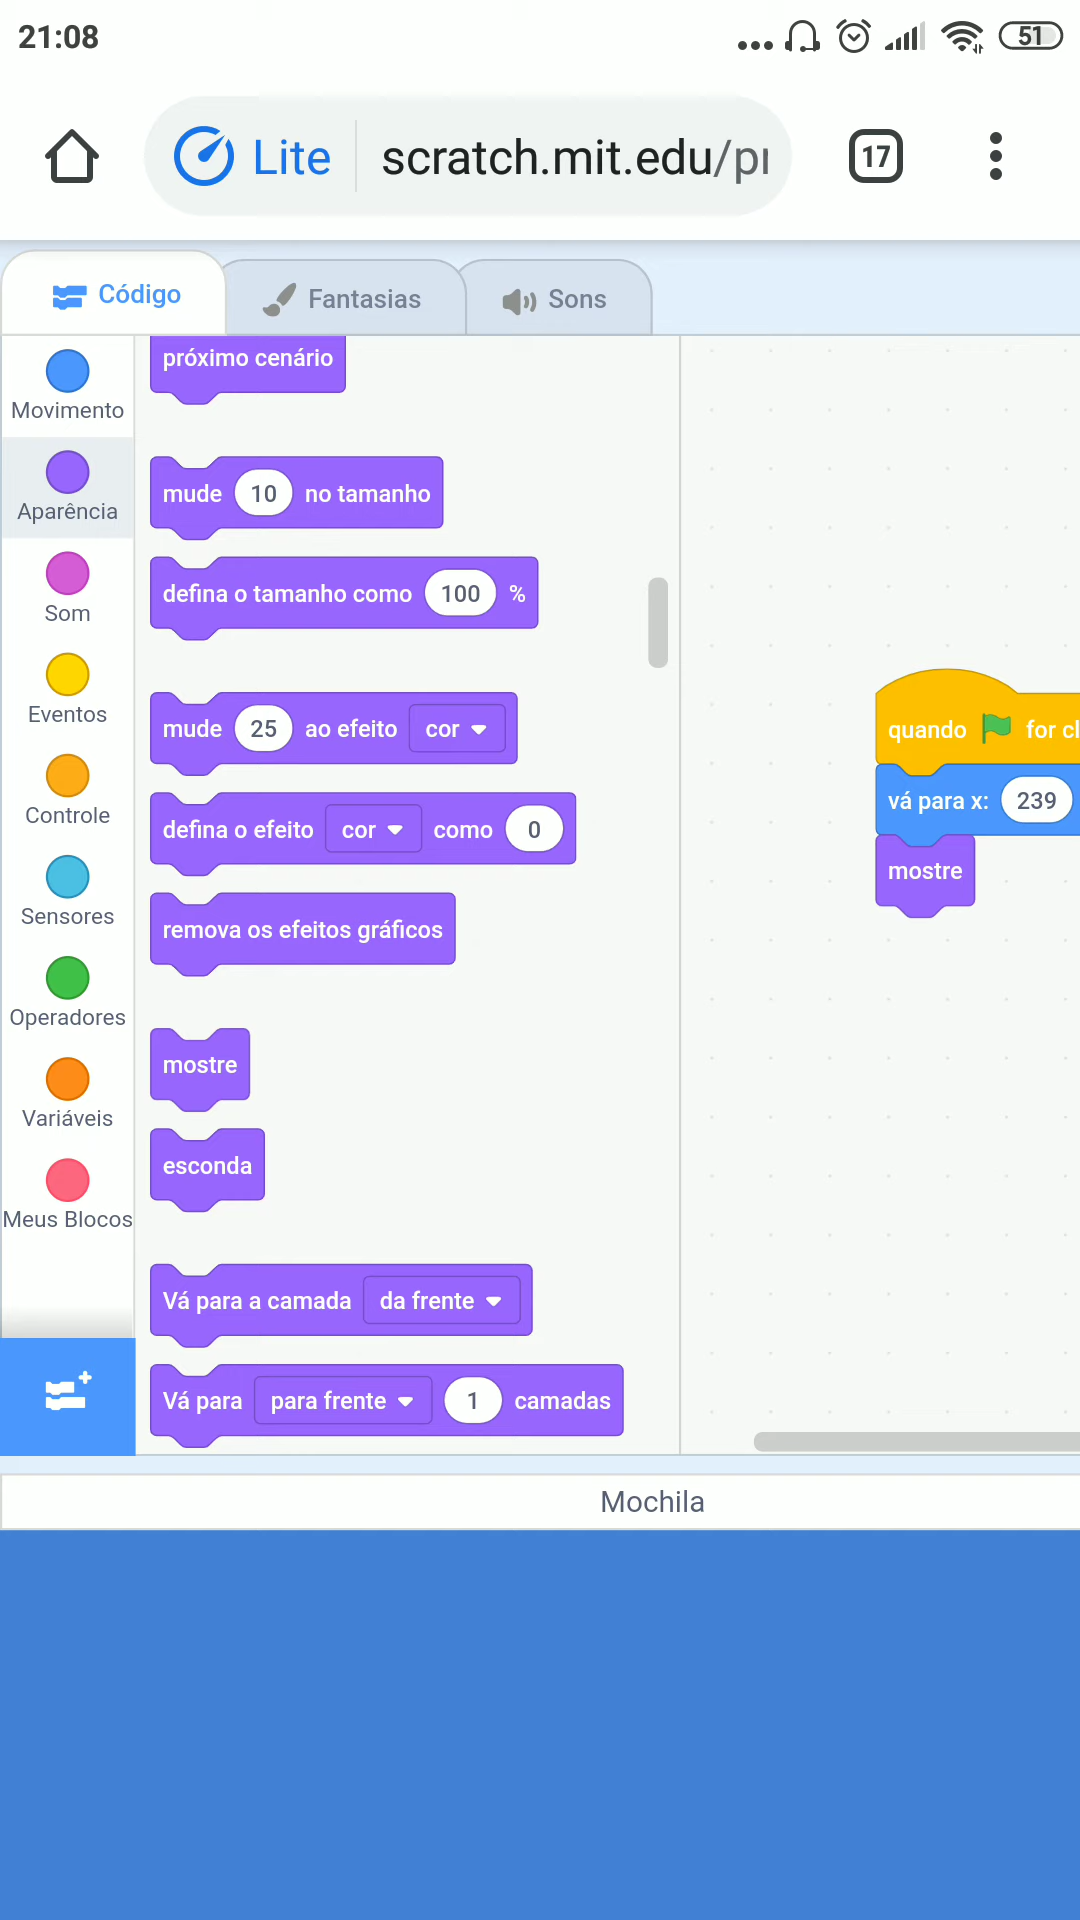 21:08
51
Lite scratch.mit.edu/pr
17
Código
Fantasias
Sons
Movimento
Aparência
Som
Eventos
Controle
Sensores
Operadores
Variáveis
Meus Blocos
próximo cenário
mude 10 no tamanho
defina o tamanho como 100 %
mude 25 ao efeito cor
defina o efeito cor como 0
remova os efeitos gráficos
mostre
esconda
Vá para a camada da frente
Vá para para frente 1 camadas
quando for cl
vá para x: 239
mostre
Mochila